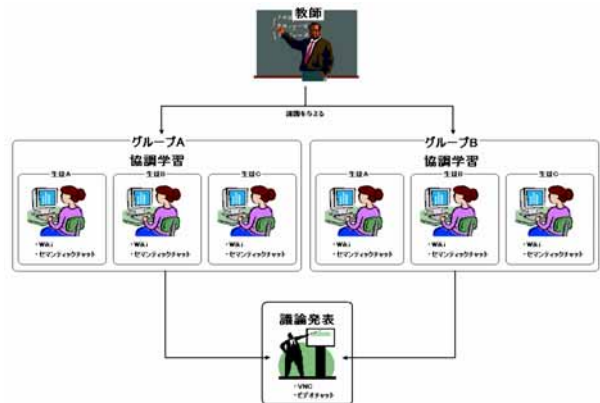 教師
課題を与える
グループA
協調学習
生徒A
生徒B
生徒C
・Wiki
・セマンティックチャット
・Wiki
・セマンティックチャット
・Wiki
・セマンティックチャット
グループB
協調学習
生徒A
生徒B
生徒C
・Wiki
・セマンティックチャット
・Wiki
・セマンティックチャット
・Wiki
・セマンティックチャット
議論発表
・VNC
・ビデオチャット